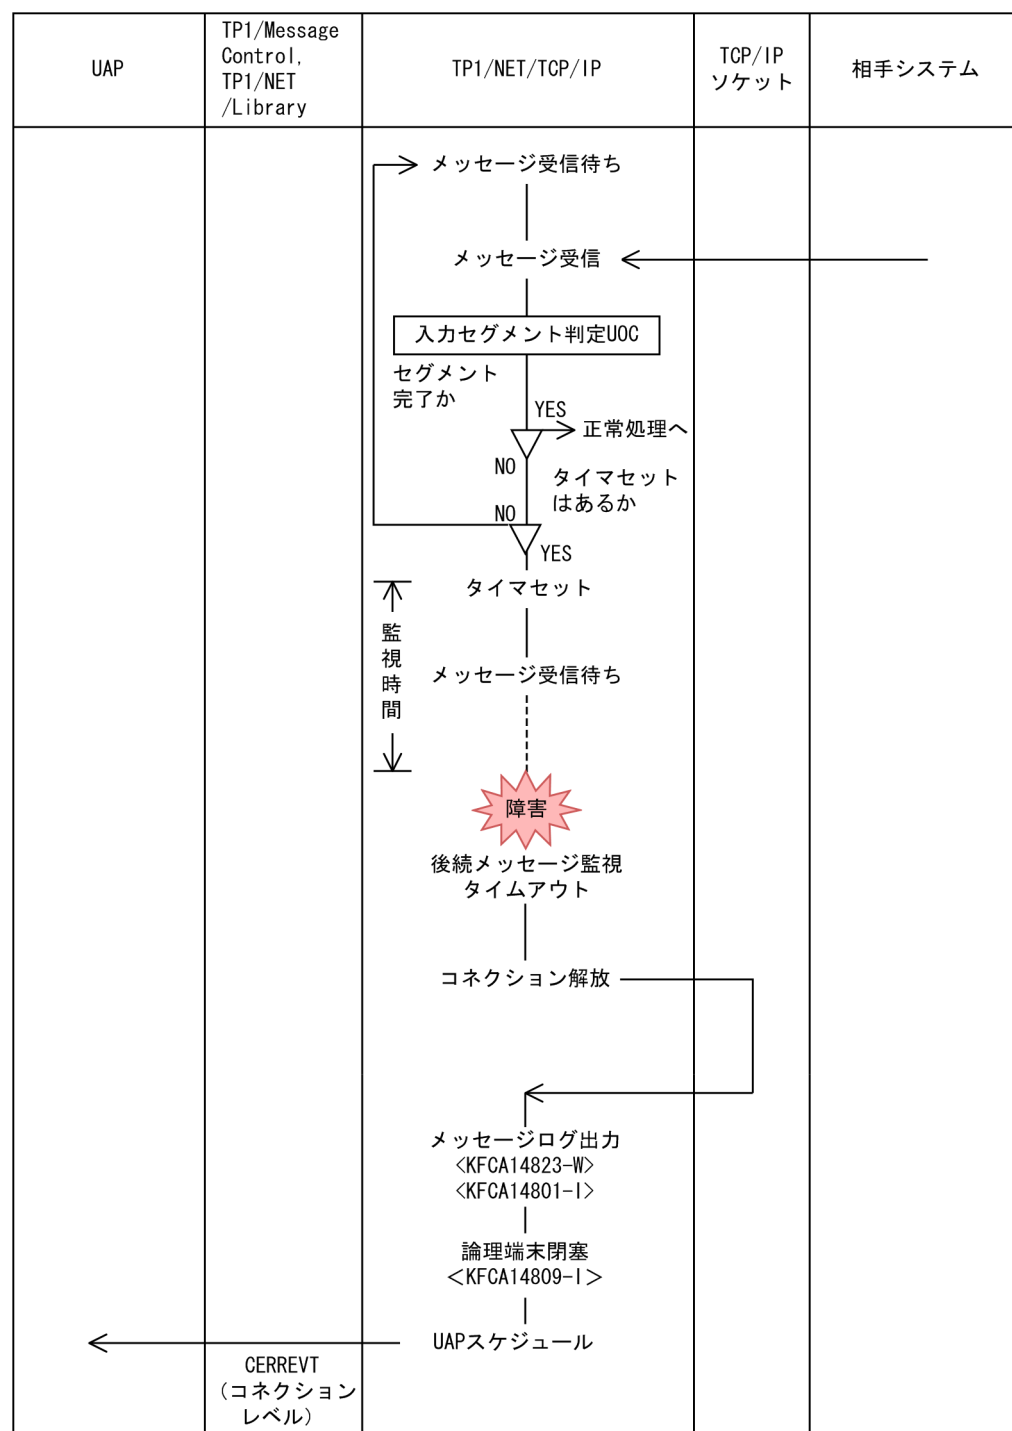 UAP
TP1/Message
Control,
TP1/NET
/Library
TP1/NET/TCP/IP
TCP/IP
ソケット
相手システム
メッセージ受信待ち
メッセージ受信
入力セグメント判定UOC
セグメント
完了か
YES
正常処理へ
NO
タイマセット
はあるか
NO
YES
タイマセット
監視時間
メッセージ受信待ち
障害
後続メッセージ監視
タイムアウト
コネクション解放
メッセージログ出力
<KFCA14823-W>
<KFCA14801-I>
論理端末閉塞
<KFCA14809-I>
UAPスケジュール
CERREVT
(コネクション
レベル)